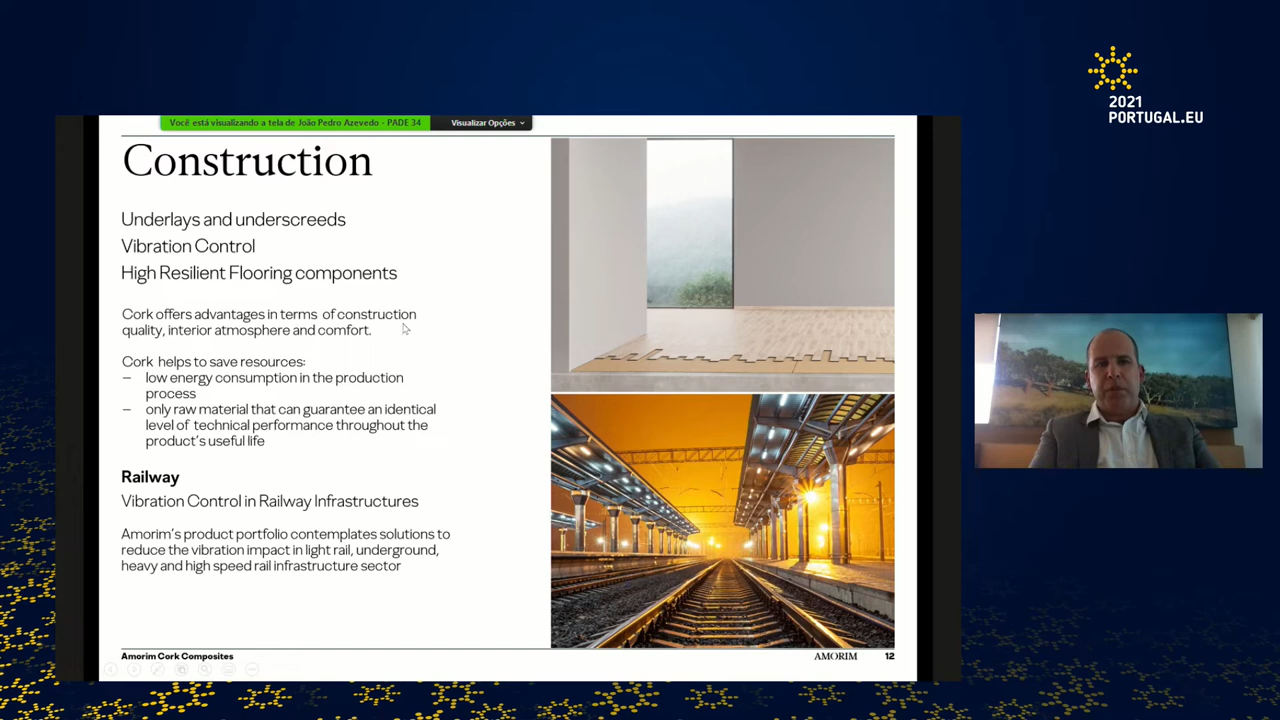 2021
PORTUGAL.EU
Você está visualizando a tela de João Pedro Azevedo - PADE 34
Visualizar Opções
Construction
Underlays and underscreeds
Vibration Control
High Resilient Flooring components
Cork offers advantages in terms of construction
quality, interior atmosphere and comfort.
Cork helps to save resources:
– low energy consumption in the production
process
– only raw material that can guarantee an identical
level of technical performance throughout the
product's useful life
Railway
Vibration Control in Railway Infrastructures
Amorim's product portfolio contemplates solutions to
reduce the vibration impact in light rail, underground,
heavy and high speed rail infrastructure sector
Amorim Cork Composites
AMORIM
12